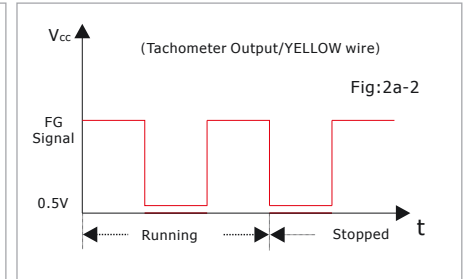 Vcc
(Tachometer Output/YELLOW wire)
Fig:2a-2
FG
Signal
0.5V
Running
Stopped
t